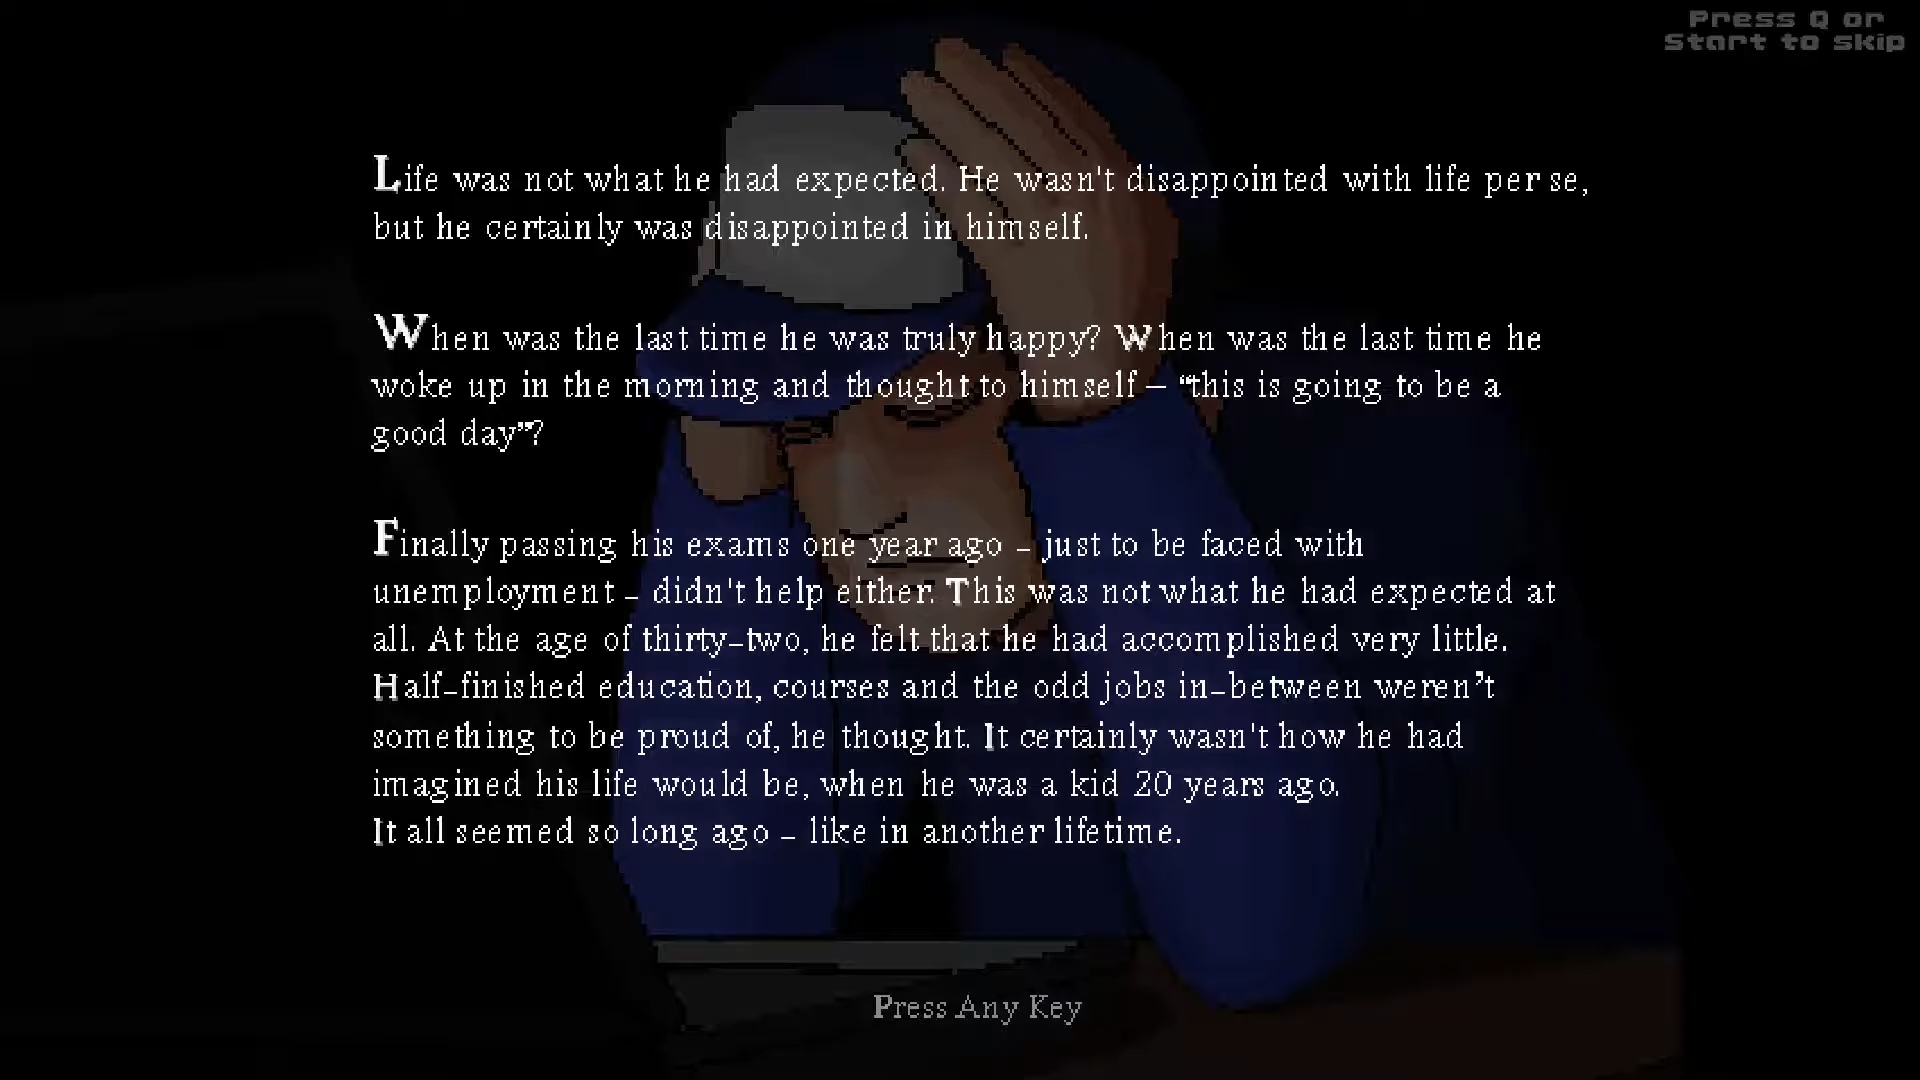 Press Q or
Start to skip
Life was not what he had expected. He wasn't disappointed with life per se,
but he certainly was disappointed in himself.
When was the last time he was truly happy? When was the last time he
woke up in the morning and thought to himself – “this is going to be a
good day”?
Finally passing his exams one year ago – just to be faced with
unemployment – didn't help either. This was not what he had expected at
all. At the age of thirty-two, he felt that he had accomplished very little.
Half-finished education, courses and the odd jobs in-between weren’t
something to be proud of, he thought. It certainly wasn't how he had
imagined his life would be, when he was a kid 20 years ago.
It all seemed so long ago – like in another lifetime.
Press Any Key